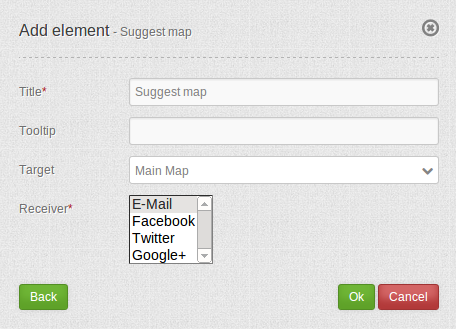 Add element - Suggest map
Title* Suggest map
Tooltip
Target Main Map
Receiver* E-Mail
Facebook
Twitter
Google+
Back Ok Cancel